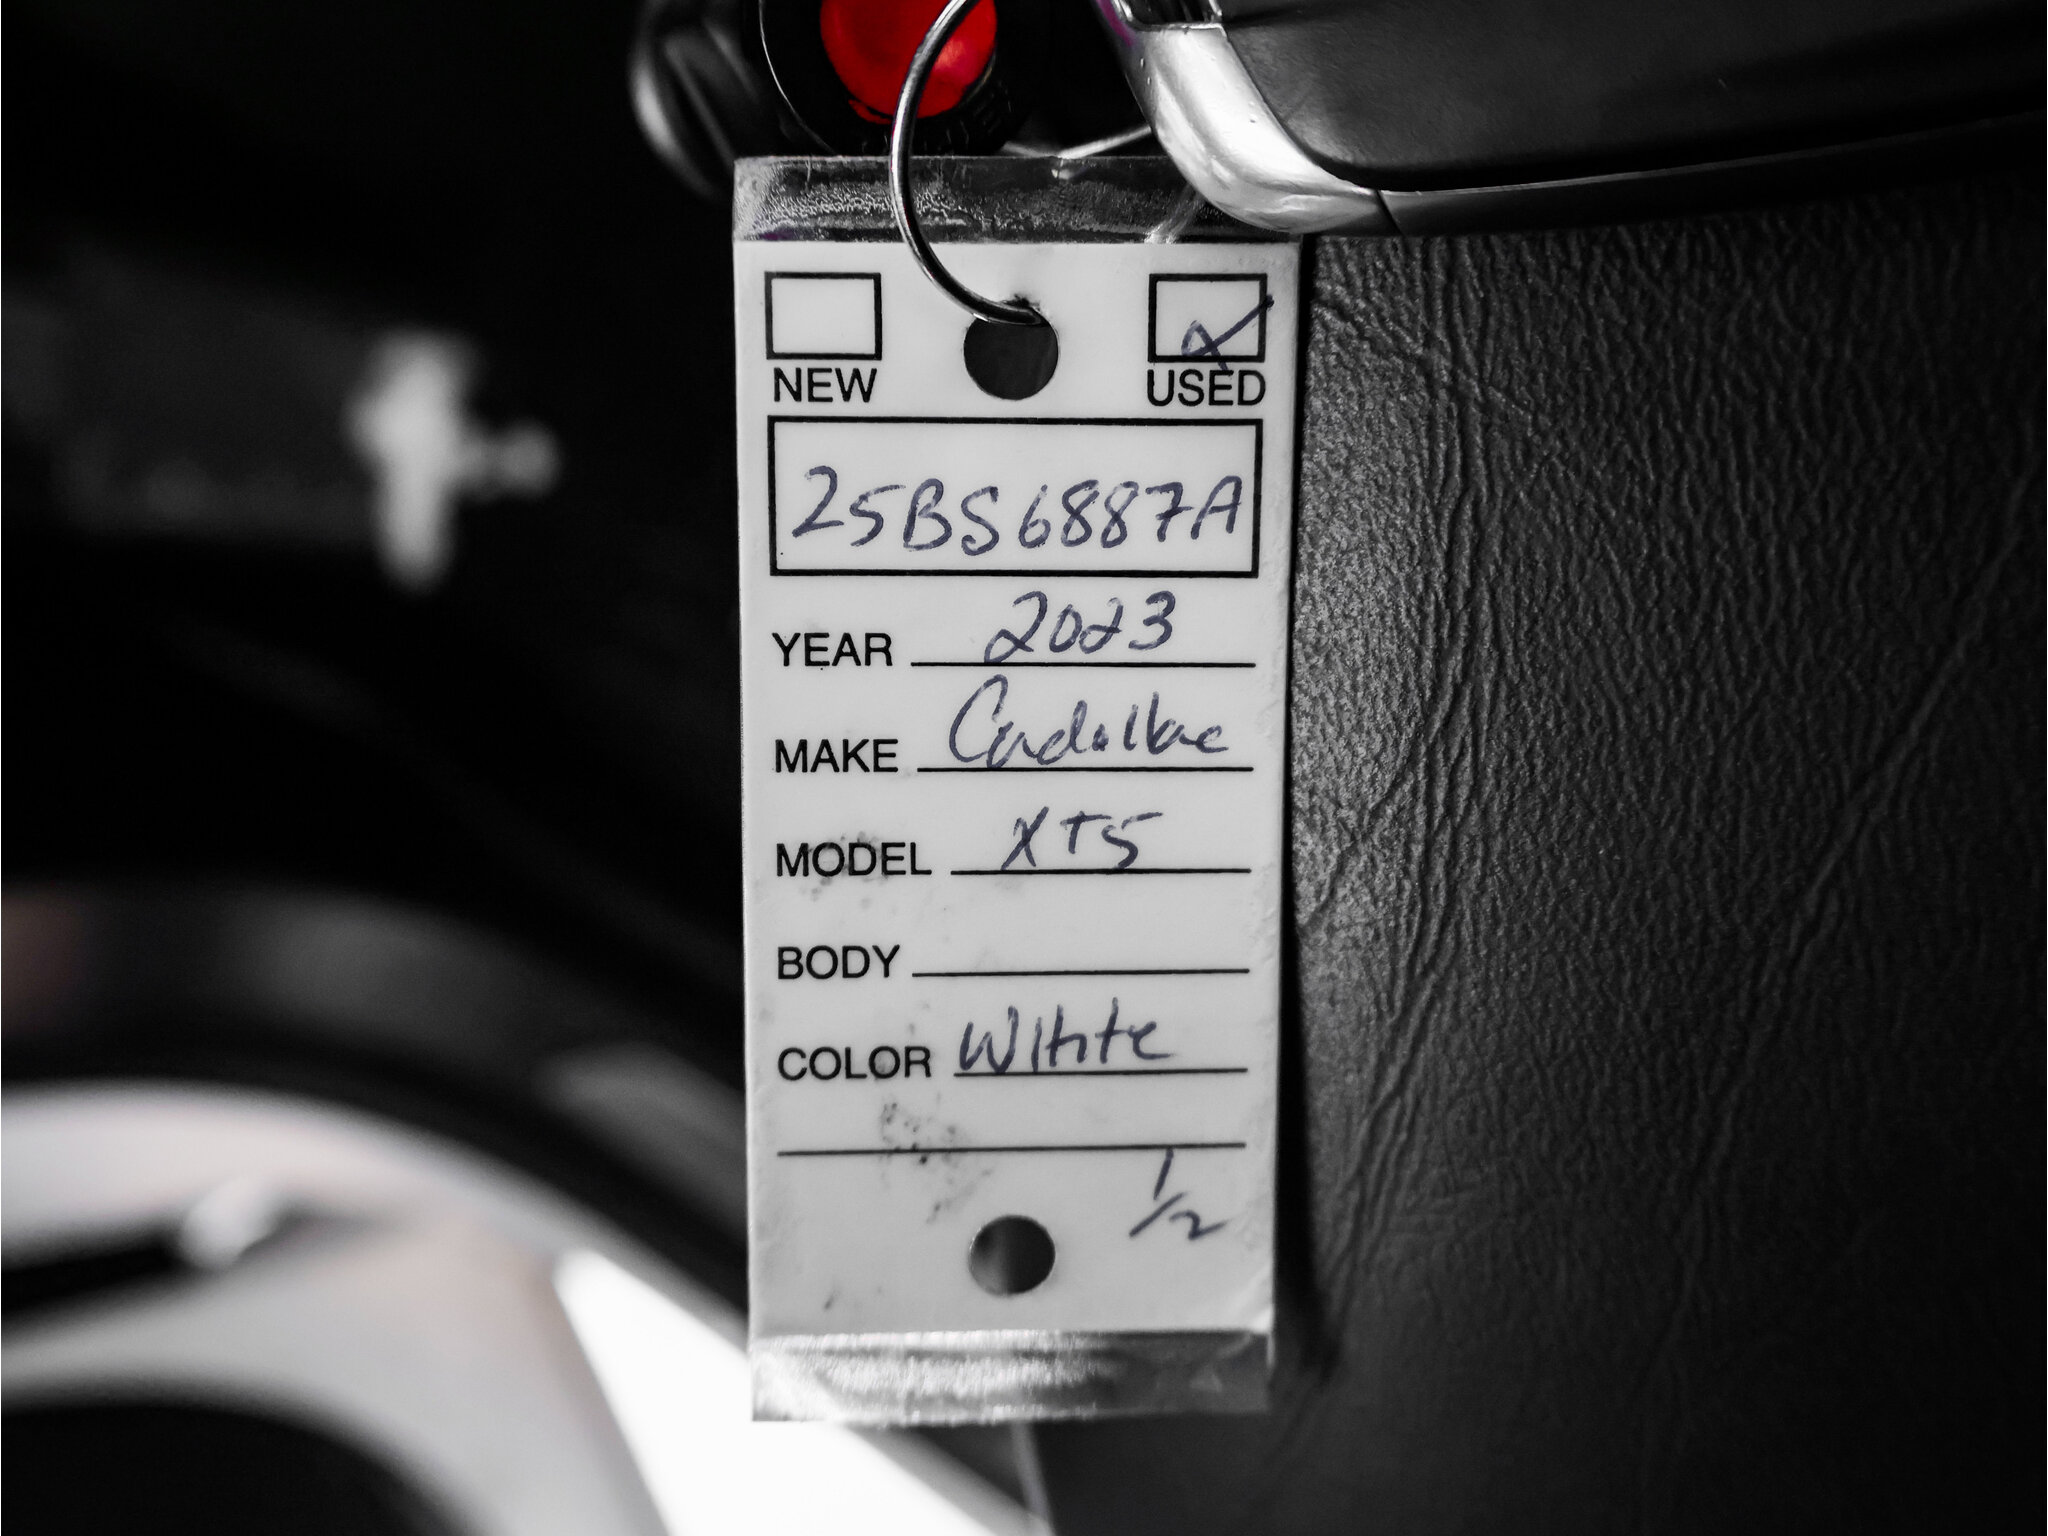 NEW USED
25BS6887A
YEAR 2023
MAKE Cadillac
MODEL XT5
BODY
COLOR White
1/2